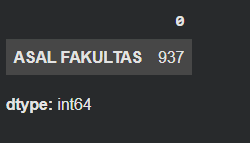 0
ASAL FAKULTAS 937
dtype: int64